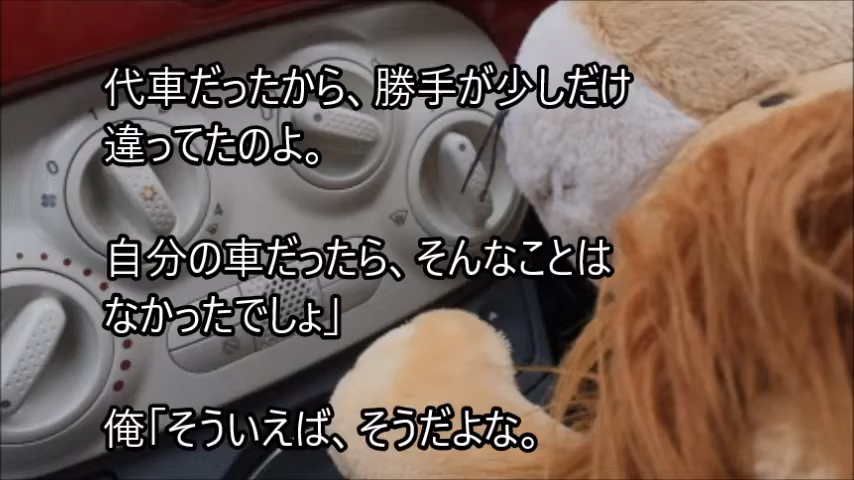 代車だったから、勝手が少しだけ
違ってたのよ。
自分の車だったら、そんなことは
なかったでしょ」
俺「そういえば、そうだよな。